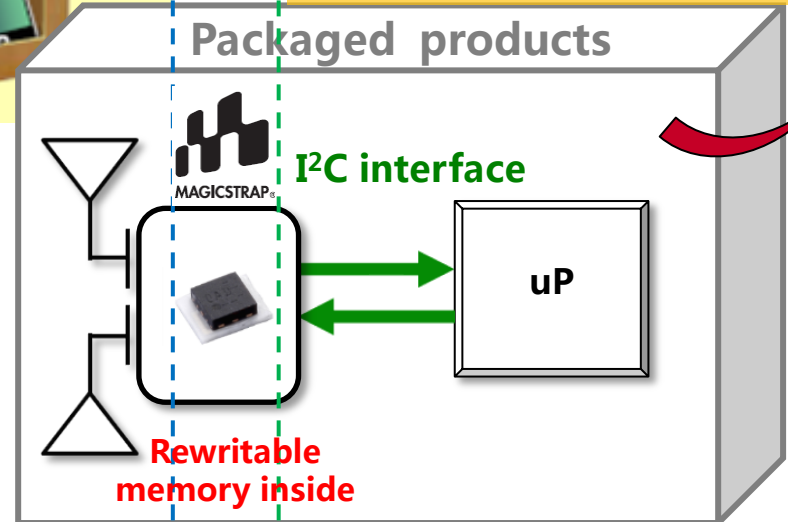 Packaged products
MAGICSTRAP®
I²C interface
uP
Rewritable
memory inside